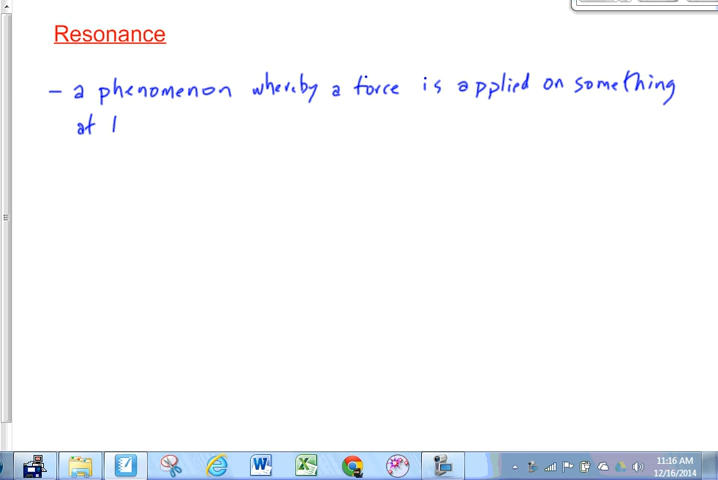 Resonance
- a phenomenon whereby a force is applied on something
at
11:16 AM
12/16/2014